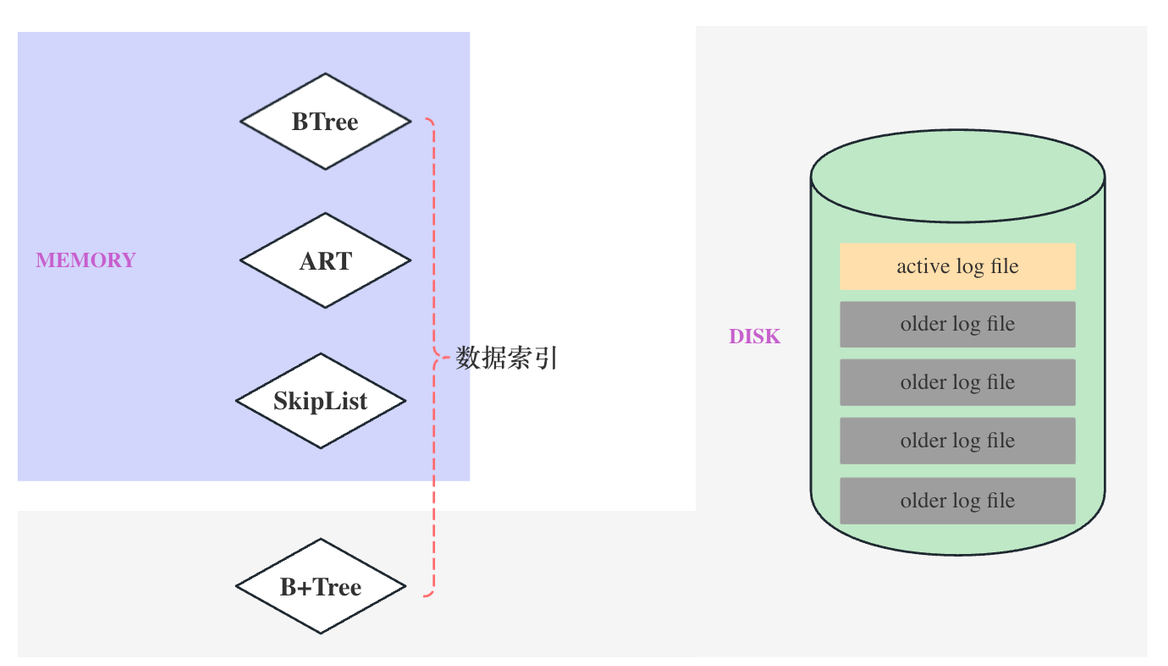 BTree
ART
MEMORY
SkipList
数据索引
B+Tree
DISK
active log file
older log file
older log file
older log file
older log file